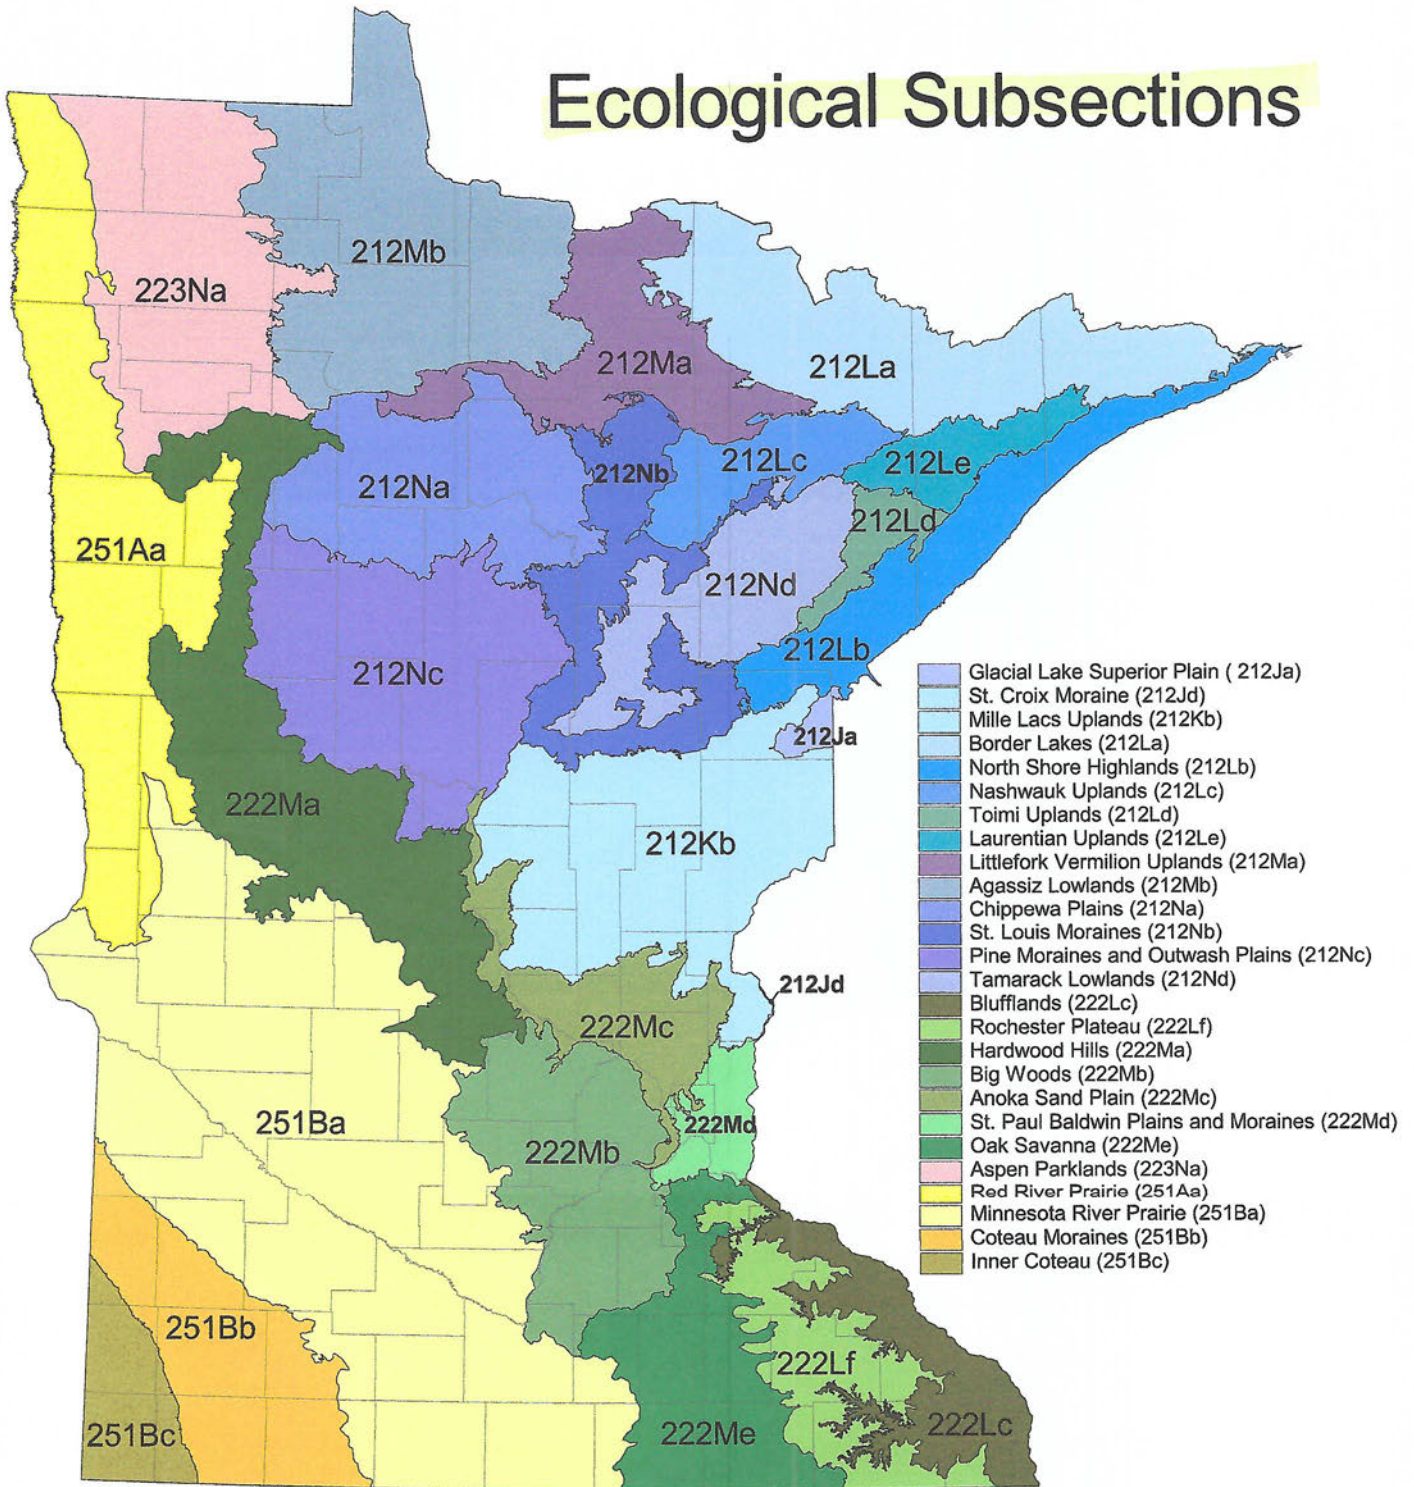 Ecological Subsections
212Mb
223Na
212Ma
212La
212Nb
212Lc
212Le
212Na
212Ld
251Aa
212Nd
212Lb
212Nc
212Ja
222Ma
212Kb
212Jd
222Mc
251Ba
222Md
222Mb
251Bb
222Lf
251Bc
222Me
222Lc
Glacial Lake Superior Plain ( 212Ja)
St. Croix Moraine (212Jd)
Mille Lacs Uplands (212Kb)
Border Lakes (212La)
North Shore Highlands (212Lb)
Nashwauk Uplands (212Lc)
Toimi Uplands (212Ld)
Laurentian Uplands (212Le)
Littlefork Vermilion Uplands (212Ma)
Agassiz Lowlands (212Mb)
Chippewa Plains (212Na)
St. Louis Moraines (212Nb)
Pine Moraines and Outwash Plains (212Nc)
Tamarack Lowlands (212Nd)
Blufflands (222Lc)
Rochester Plateau (222Lf)
Hardwood Hills (222Ma)
Big Woods (222Mb)
Anoka Sand Plain (222Mc)
St. Paul Baldwin Plains and Moraines (222Md)
Oak Savanna (222Me)
Aspen Parklands (223Na)
Red River Prairie (251Aa)
Minnesota River Prairie (251Ba)
Coteau Moraines (251Bb)
Inner Coteau (251Bc)